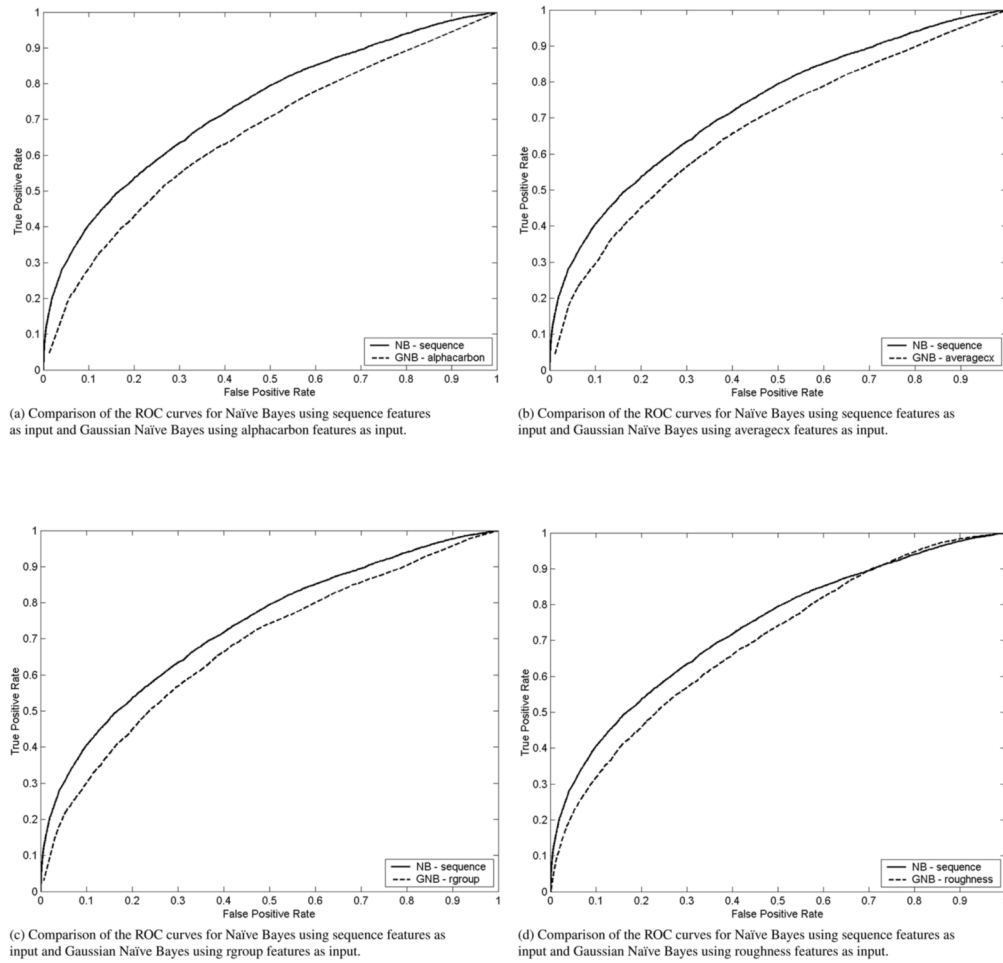 1
0.9
0.8
0.7
0.6
0.5
0.4
0.3
0.2
0.1
0
True Positive Rate
0 0.1 0.2 0.3 0.4 0.5 0.6 0.7 0.8 0.9 1
False Positive Rate
NB - sequence
GNB - alphacarbon
(a) Comparison of the ROC curves for Naïve Bayes using sequence features
as input and Gaussian Naïve Bayes using alphacarbon features as input.
1
0.9
0.8
0.7
0.6
0.5
0.4
0.3
0.2
0.1
0
True Positive Rate
0 0.1 0.2 0.3 0.4 0.5 0.6 0.7 0.8 0.9
False Positive Rate
NB - sequence
GNB - averagecx
(b) Comparison of the ROC curves for Naïve Bayes using sequence features as
input and Gaussian Naïve Bayes using averagecx features as input.
1
0.9
0.8
0.7
0.6
0.5
0.4
0.3
0.2
0.1
0
True Positive Rate
0 0.1 0.2 0.3 0.4 0.5 0.6 0.7 0.8 0.9 1
False Positive Rate
NB - sequence
GNB - rgroup
(c) Comparison of the ROC curves for Naïve Bayes using sequence features as
input and Gaussian Naïve Bayes using rgroup features as input.
1
0.9
0.8
0.7
0.6
0.5
0.4
0.3
0.2
0.1
0
True Positive Rate
0 0.1 0.2 0.3 0.4 0.5 0.6 0.7 0.8 0.9
False Positive Rate
NB - sequence
GNB - roughness
(d) Comparison of the ROC curves for Naïve Bayes using sequence features as
input and Gaussian Naïve Bayes using roughness features as input.